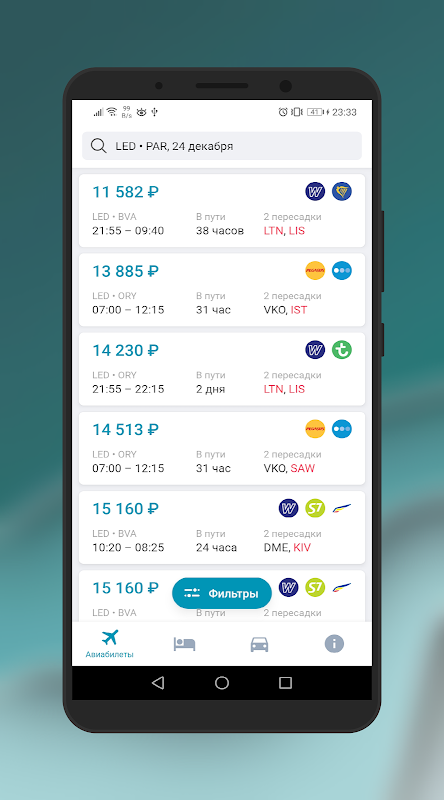 99
B/s
41
23:33
LED • PAR, 24 декабря
11 582 ₽
W
LED • BVA
В пути
2 пересадки
21:55 – 09:40
38 часов
LTN, LIS
13 885 ₽
PEGASUS
LED • ORY
В пути
2 пересадки
07:00 – 12:15
31 час
VKO, IST
14 230 ₽
W
t
LED • ORY
В пути
2 пересадки
21:55 – 22:15
2 дня
LTN, LIS
14 513 ₽
PEGASUS
LED • ORY
В пути
2 пересадки
07:00 – 12:15
31 час
VKO, SAW
15 160 ₽
W
S7
LED • BVA
В пути
2 пересадки
10:20 – 08:25
24 часа
DME, KIV
15 160 ₽
W
S7
Фильтры
LED • BVA
В пути
2 пересадки
Авиабилеты